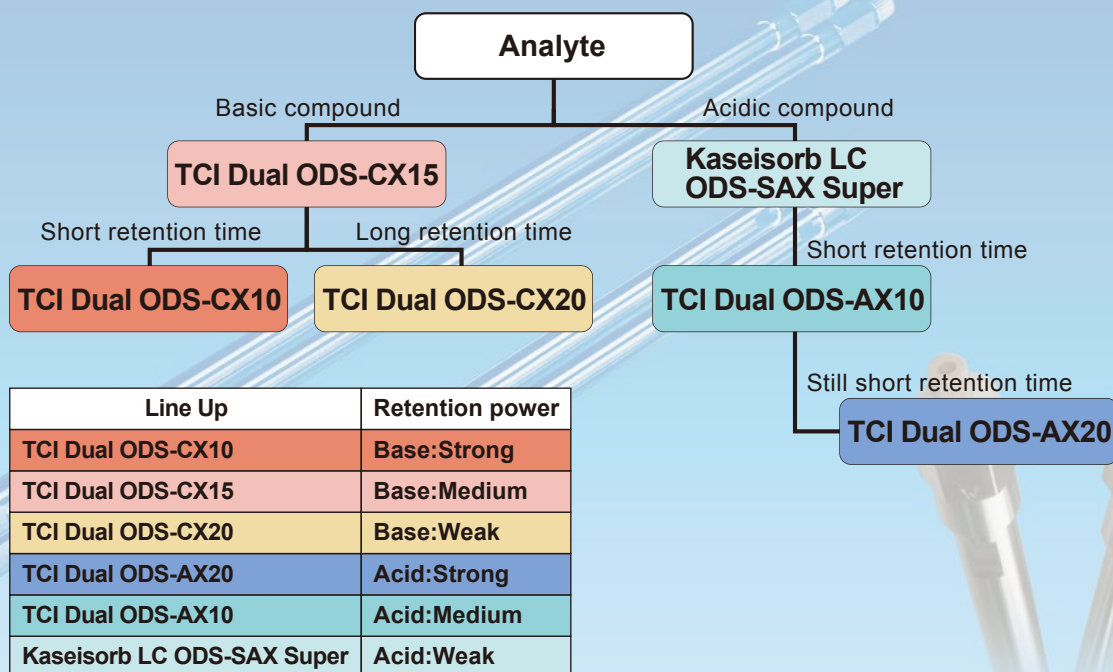 Analyte
Basic compound
Acidic compound
TCI Dual ODS-CX15
Kaseisorb LC
ODS-SAX Super
Short retention time
Long retention time
Short retention time
TCI Dual ODS-CX10
TCI Dual ODS-CX20
TCI Dual ODS-AX10
Still short retention time
TCI Dual ODS-AX20
Line Up Retention power
TCI Dual ODS-CX10 Base:Strong
TCI Dual ODS-CX15 Base:Medium
TCI Dual ODS-CX20 Base:Weak
TCI Dual ODS-AX20 Acid:Strong
TCI Dual ODS-AX10 Acid:Medium
Kaseisorb LC ODS-SAX Super Acid:Weak